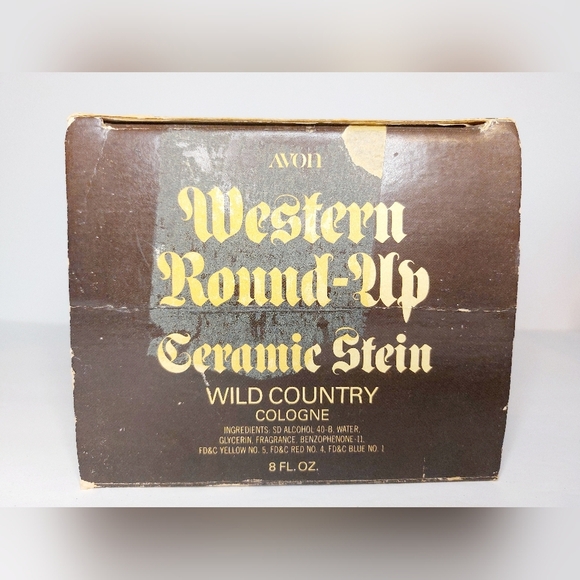 AVON
Western
Round-Up
Ceramic Stein
WILD COUNTRY
COLOGNE
INGREDIENTS: SD ALCOHOL 40-B, WATER,
GLYCERIN, FRAGRANCE, BENZOPHENONE-11,
FD&C YELLOW NO. 5, FD&C RED NO. 4, FD&C BLUE NO. 1
8 FL. OZ.